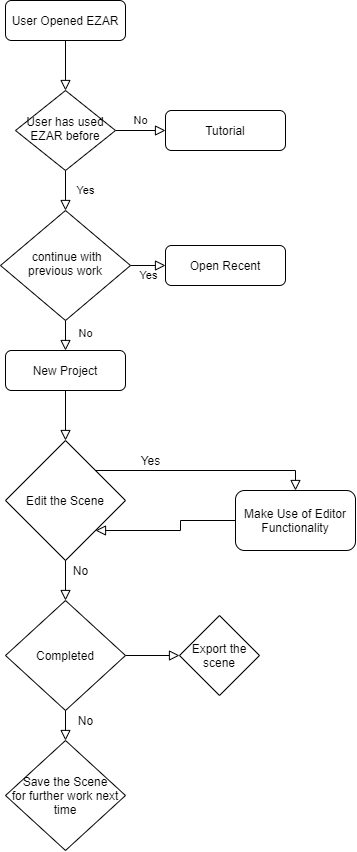 User Opened EZAR
User has used
EZAR before
No
Tutorial
Yes
continue with
previous work
Yes
Open Recent
No
New Project
Yes
Edit the Scene
Make Use of Editor
Functionality
No
Completed
Export the
scene
No
Save the Scene
for further work next
time